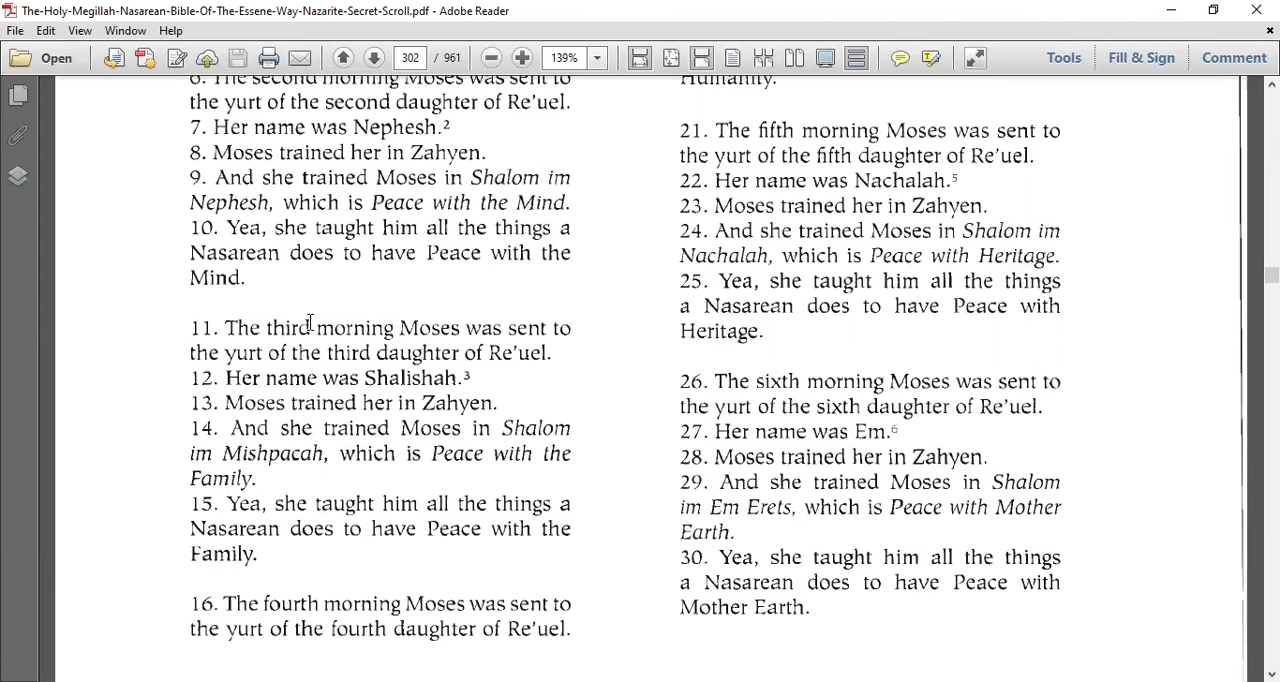 The-Holy-Megillah-Nasarean-Bible-Of-The-Essene-Way-Nazarite-Secret-Scroll.pdf - Adobe Reader
File Edit View Window Help
Open 302 / 961 139% Tools Fill & Sign Comment
6. The second morning Moses was sent to
the yurt of the second daughter of Re'uel.
7. Her name was Nephesh.²
8. Moses trained her in Zahyen.
9. And she trained Moses in Shalom im
Nephesh, which is Peace with the Mind.
10. Yea, she taught him all the things a
Nasarean does to have Peace with the
Mind.
11. The third morning Moses was sent to
the yurt of the third daughter of Re'uel.
12. Her name was Shalishah.³
13. Moses trained her in Zahyen.
14. And she trained Moses in Shalom
im Mishpacah, which is Peace with the
Family.
15. Yea, she taught him all the things a
Nasarean does to have Peace with the
Family.
16. The fourth morning Moses was sent to
the yurt of the fourth daughter of Re'uel.
Humanity.
21. The fifth morning Moses was sent to
the yurt of the fifth daughter of Re'uel.
22. Her name was Nachalah.⁵
23. Moses trained her in Zahyen.
24. And she trained Moses in Shalom im
Nachalah, which is Peace with Heritage.
25. Yea, she taught him all the things
a Nasarean does to have Peace with
Heritage.
26. The sixth morning Moses was sent to
the yurt of the sixth daughter of Re'uel.
27. Her name was Em.⁶
28. Moses trained her in Zahyen.
29. And she trained Moses in Shalom
im Em Erets, which is Peace with Mother
Earth.
30. Yea, she taught him all the things
a Nasarean does to have Peace with
Mother Earth.